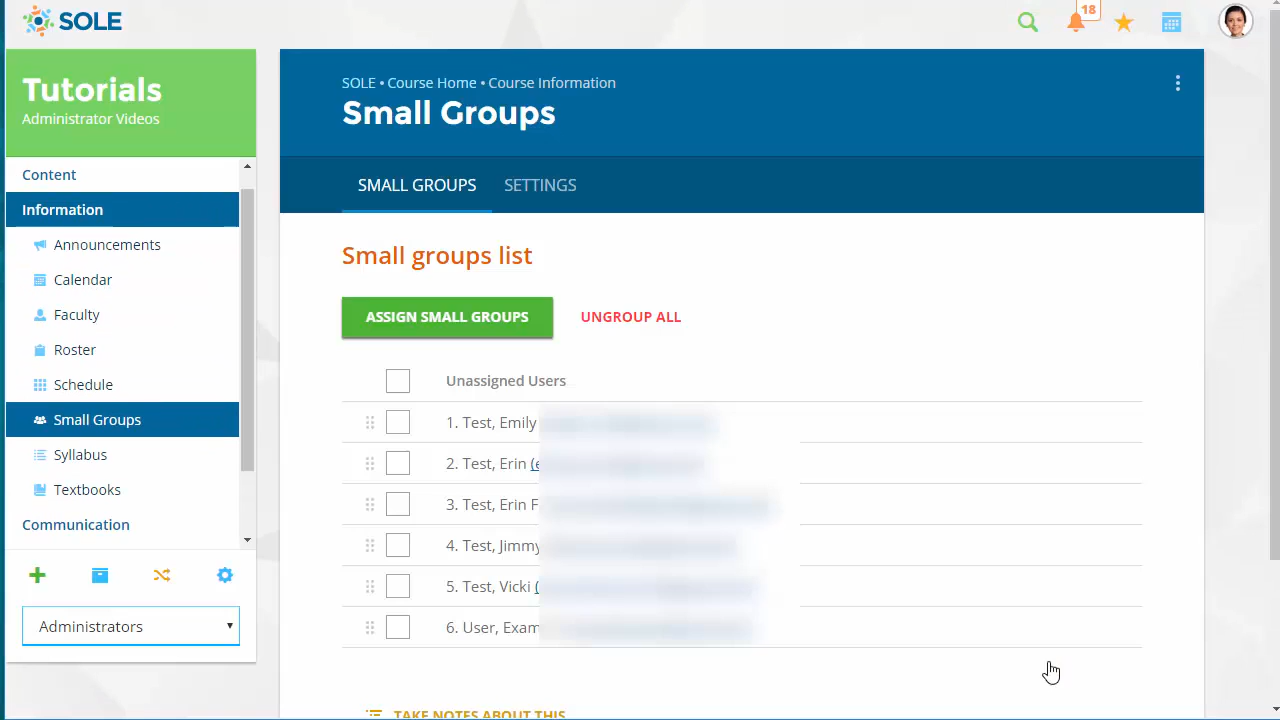 SOLE
18
Tutorials
Administrator Videos
Content
Information
Announcements
Calendar
Faculty
Roster
Schedule
Small Groups
Syllabus
Textbooks
Communication
Administrators
SOLE • Course Home • Course Information
Small Groups
SMALL GROUPS SETTINGS
Small groups list
ASSIGN SMALL GROUPS UNGROUP ALL
Unassigned Users
1. Test, Emily
2. Test, Erin (e
3. Test, Erin F
4. Test, Jimmy
5. Test, Vicki (
6. User, Exam
TAKE NOTES ABOUT THIS